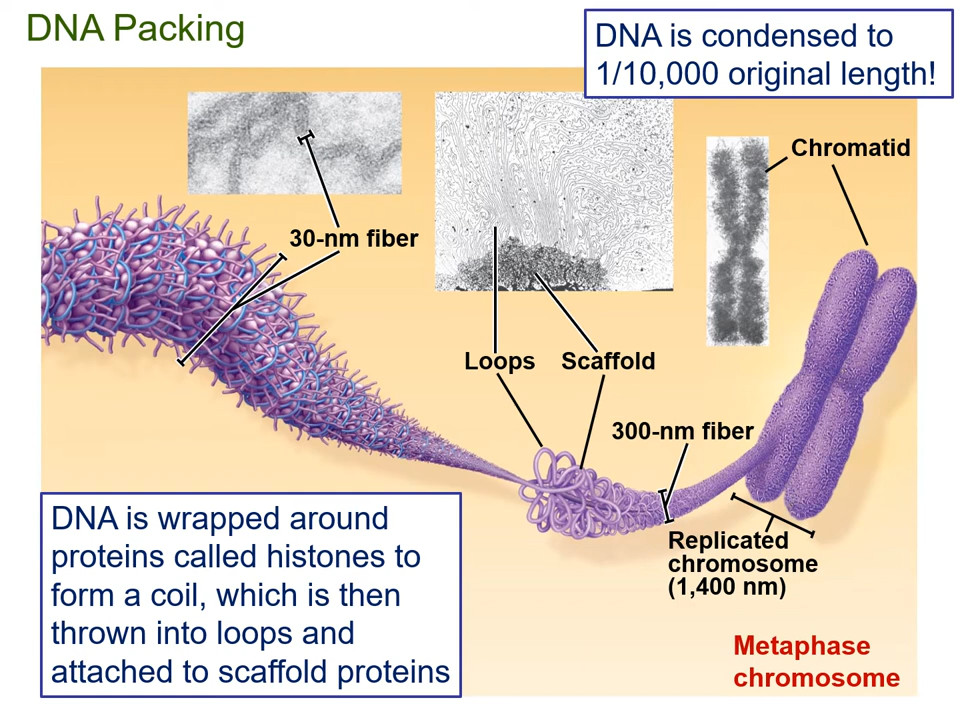 DNA Packing
DNA is condensed to
1/10,000 original length!
Chromatid
30-nm fiber
Loops
Scaffold
300-nm fiber
DNA is wrapped around
proteins called histones to
form a coil, which is then
thrown into loops and
attached to scaffold proteins
Replicated
chromosome
(1,400 nm)
Metaphase
chromosome